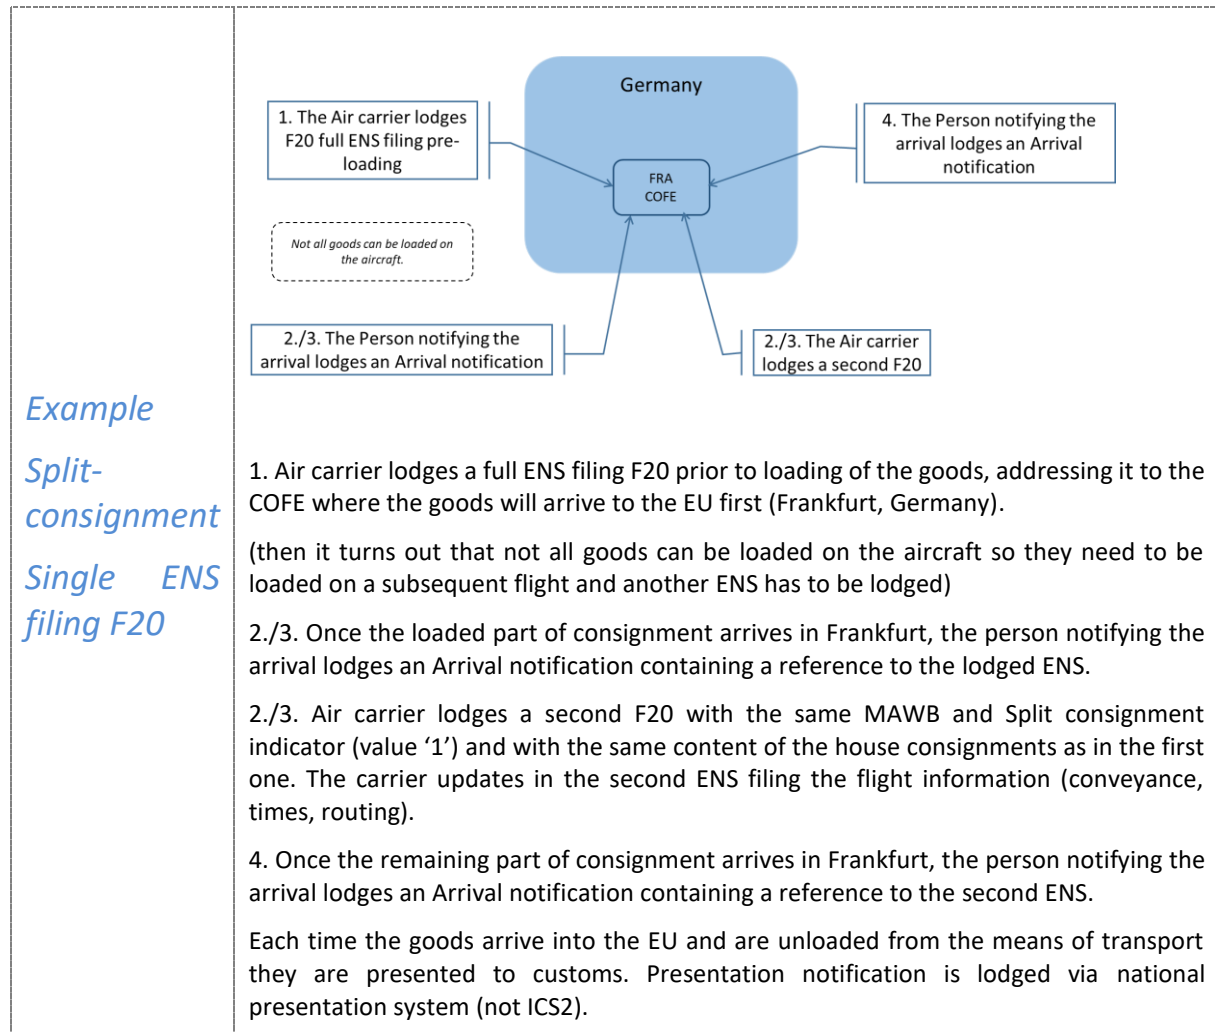 Germany
1. The Air carrier lodges
F20 full ENS filing pre-
loading
4. The Person notifying the
arrival lodges an Arrival
notification
FRA
COFE
Not all goods can be loaded on
the aircraft.
2./3. The Person notifying the
arrival lodges an Arrival notification
2./3. The Air carrier
lodges a second F20
Example
Split-
consignment
Single ENS
filing F20
1. Air carrier lodges a full ENS filing F20 prior to loading of the goods, addressing it to the
COFE where the goods will arrive to the EU first (Frankfurt, Germany).
(then it turns out that not all goods can be loaded on the aircraft so they need to be
loaded on a subsequent flight and another ENS has to be lodged)
2./3. Once the loaded part of consignment arrives in Frankfurt, the person notifying the
arrival lodges an Arrival notification containing a reference to the lodged ENS.
2./3. Air carrier lodges a second F20 with the same MAWB and Split consignment
indicator (value ‘1’) and with the same content of the house consignments as in the first
one. The carrier updates in the second ENS filing the flight information (conveyance,
times, routing).
4. Once the remaining part of consignment arrives in Frankfurt, the person notifying the
arrival lodges an Arrival notification containing a reference to the second ENS.
Each time the goods arrive into the EU and are unloaded from the means of transport
they are presented to customs. Presentation notification is lodged via national
presentation system (not ICS2).